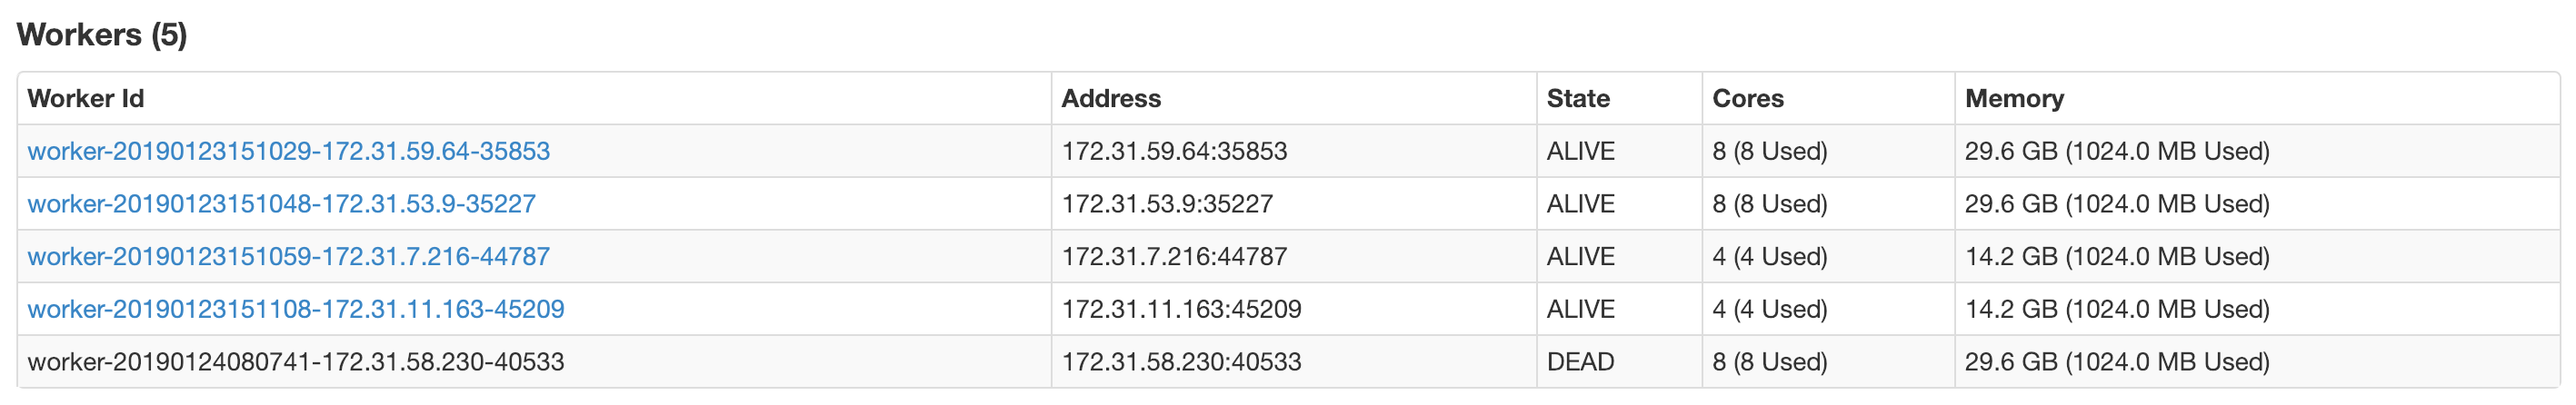 Workers (5)
Worker Id Address State Cores Memory
worker-20190123151029-172.31.59.64-35853 172.31.59.64:35853 ALIVE 8 (8 Used) 29.6 GB (1024.0 MB Used)
worker-20190123151048-172.31.53.9-35227 172.31.53.9:35227 ALIVE 8 (8 Used) 29.6 GB (1024.0 MB Used)
worker-20190123151059-172.31.7.216-44787 172.31.7.216:44787 ALIVE 4 (4 Used) 14.2 GB (1024.0 MB Used)
worker-20190123151108-172.31.11.163-45209 172.31.11.163:45209 ALIVE 4 (4 Used) 14.2 GB (1024.0 MB Used)
worker-20190124080741-172.31.58.230-40533 172.31.58.230:40533 DEAD 8 (8 Used) 29.6 GB (1024.0 MB Used)